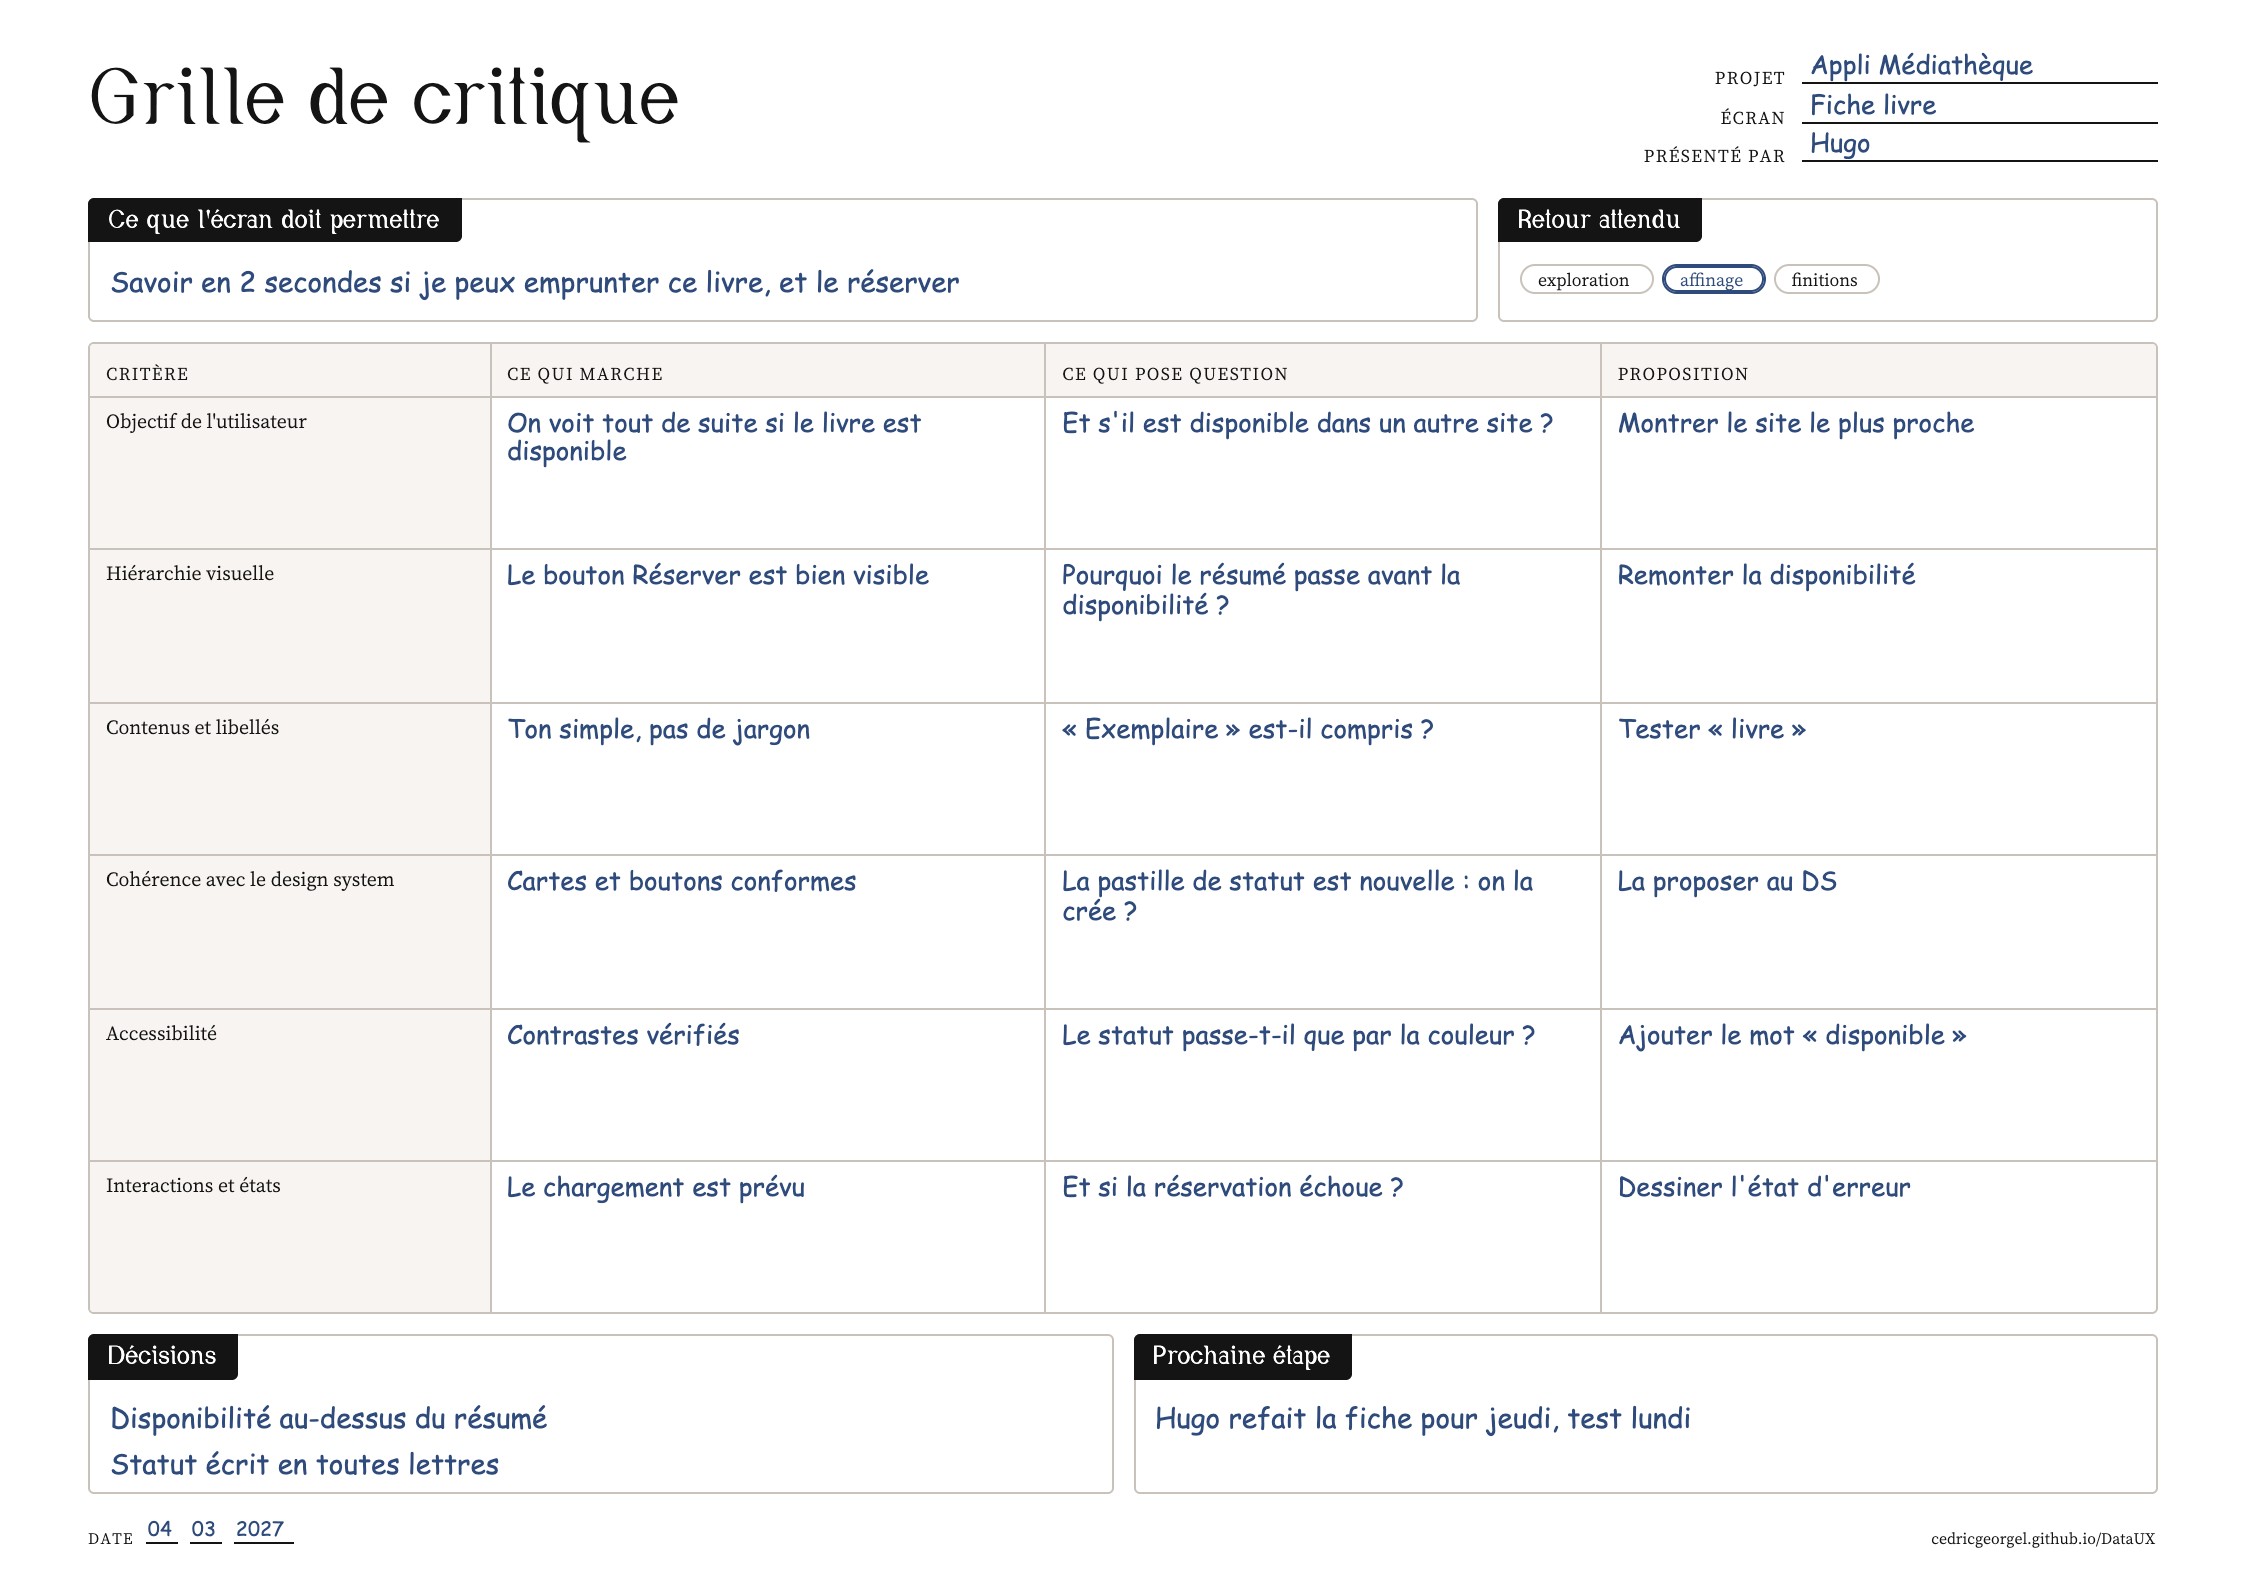 Grille de critique
PROJET Appli Médiathèque
ÉCRAN Fiche livre
PRÉSENTÉ PAR Hugo
Ce que l'écran doit permettre
Savoir en 2 secondes si je peux emprunter ce livre, et le réserver
Retour attendu
exploration affinage finitions
CRITÈRE CE QUI MARCHE CE QUI POSE QUESTION PROPOSITION
Objectif de l'utilisateur
On voit tout de suite si le livre est
disponible
Et s'il est disponible dans un autre site ?
Montrer le site le plus proche
Hiérarchie visuelle
Le bouton Réserver est bien visible
Pourquoi le résumé passe avant la
disponibilité ?
Remonter la disponibilité
Contenus et libellés
Ton simple, pas de jargon
« Exemplaire » est-il compris ?
Tester « livre »
Cohérence avec le design system
Cartes et boutons conformes
La pastille de statut est nouvelle : on la
crée ?
La proposer au DS
Accessibilité
Contrastes vérifiés
Le statut passe-t-il que par la couleur ?
Ajouter le mot « disponible »
Interactions et états
Le chargement est prévu
Et si la réservation échoue ?
Dessiner l'état d'erreur
Décisions
Disponibilité au-dessus du résumé
Statut écrit en toutes lettres
Prochaine étape
Hugo refait la fiche pour jeudi, test lundi
DATE 04 03 2027
cedricgeorgel.github.io/DataUX